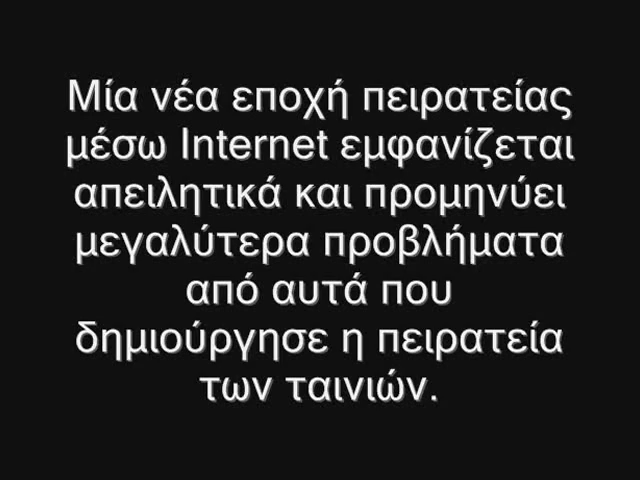 Μία νέα εποχή πειρατείας
μέσω Internet εμφανίζεται
απειλητικά και προμηνύει
μεγαλύτερα προβλήματα
από αυτά που
δημιούργησε η πειρατεία
των ταινιών.